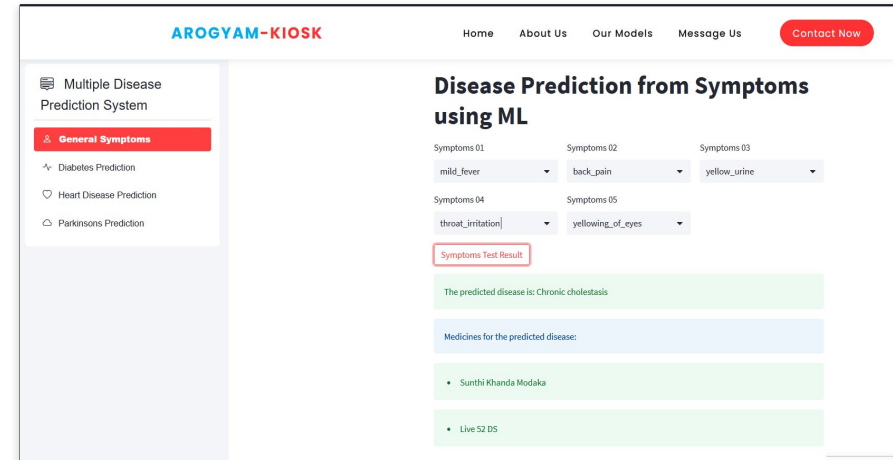 AROGYAM-KIOSK
Home About Us Our Models Message Us Contact Now
Multiple Disease
Prediction System
General Symptoms
Diabetes Prediction
Heart Disease Prediction
Parkinsons Prediction
Disease Prediction from Symptoms
using ML
Symptoms 01 Symptoms 02 Symptoms 03
mild_fever back_pain yellow_urine
Symptoms 04 Symptoms 05
throat_irritation yellowing_of_eyes
Symptoms Test Result
The predicted disease is: Chronic cholestasis
Medicines for the predicted disease:
• Sunthi Khanda Modaka
• Live 52 DS